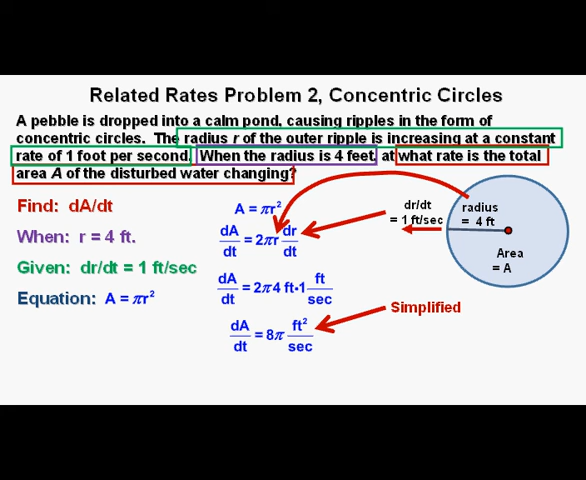 Related Rates Problem 2, Concentric Circles
A pebble is dropped into a calm pond, causing ripples in the form of
concentric circles. The radius r of the outer ripple is increasing at a constant
rate of 1 foot per second. When the radius is 4 feet, at what rate is the total
area A of the disturbed water changing?
Find: dA/dt
When: r = 4 ft.
Given: dr/dt = 1 ft/sec
Equation: A = πr²
A = πr²
dA/dt = 2πr dr/dt
dA/dt = 2π4 ft·1 ft/sec
dA/dt = 8π ft²/sec
Simplified
dr/dt
= 1 ft/sec
radius
= 4 ft
Area
= A